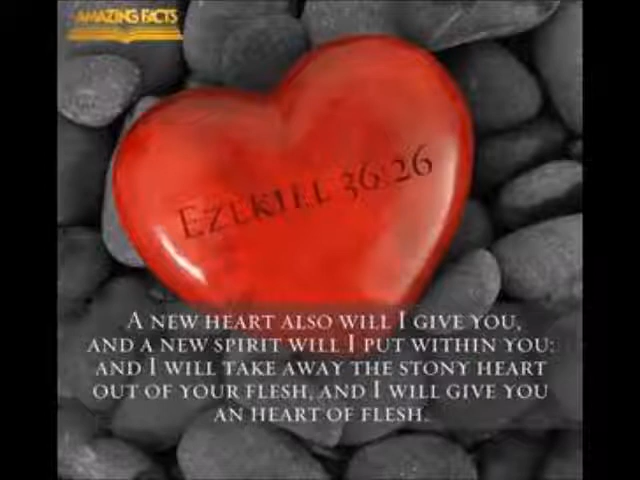 AMAZING FACTS
EZEKIEL 36:26
A NEW HEART ALSO WILL I GIVE YOU,
AND A NEW SPIRIT WILL I PUT WITHIN YOU:
AND I WILL TAKE AWAY THE STONY HEART
OUT OF YOUR FLESH, AND I WILL GIVE YOU
AN HEART OF FLESH.